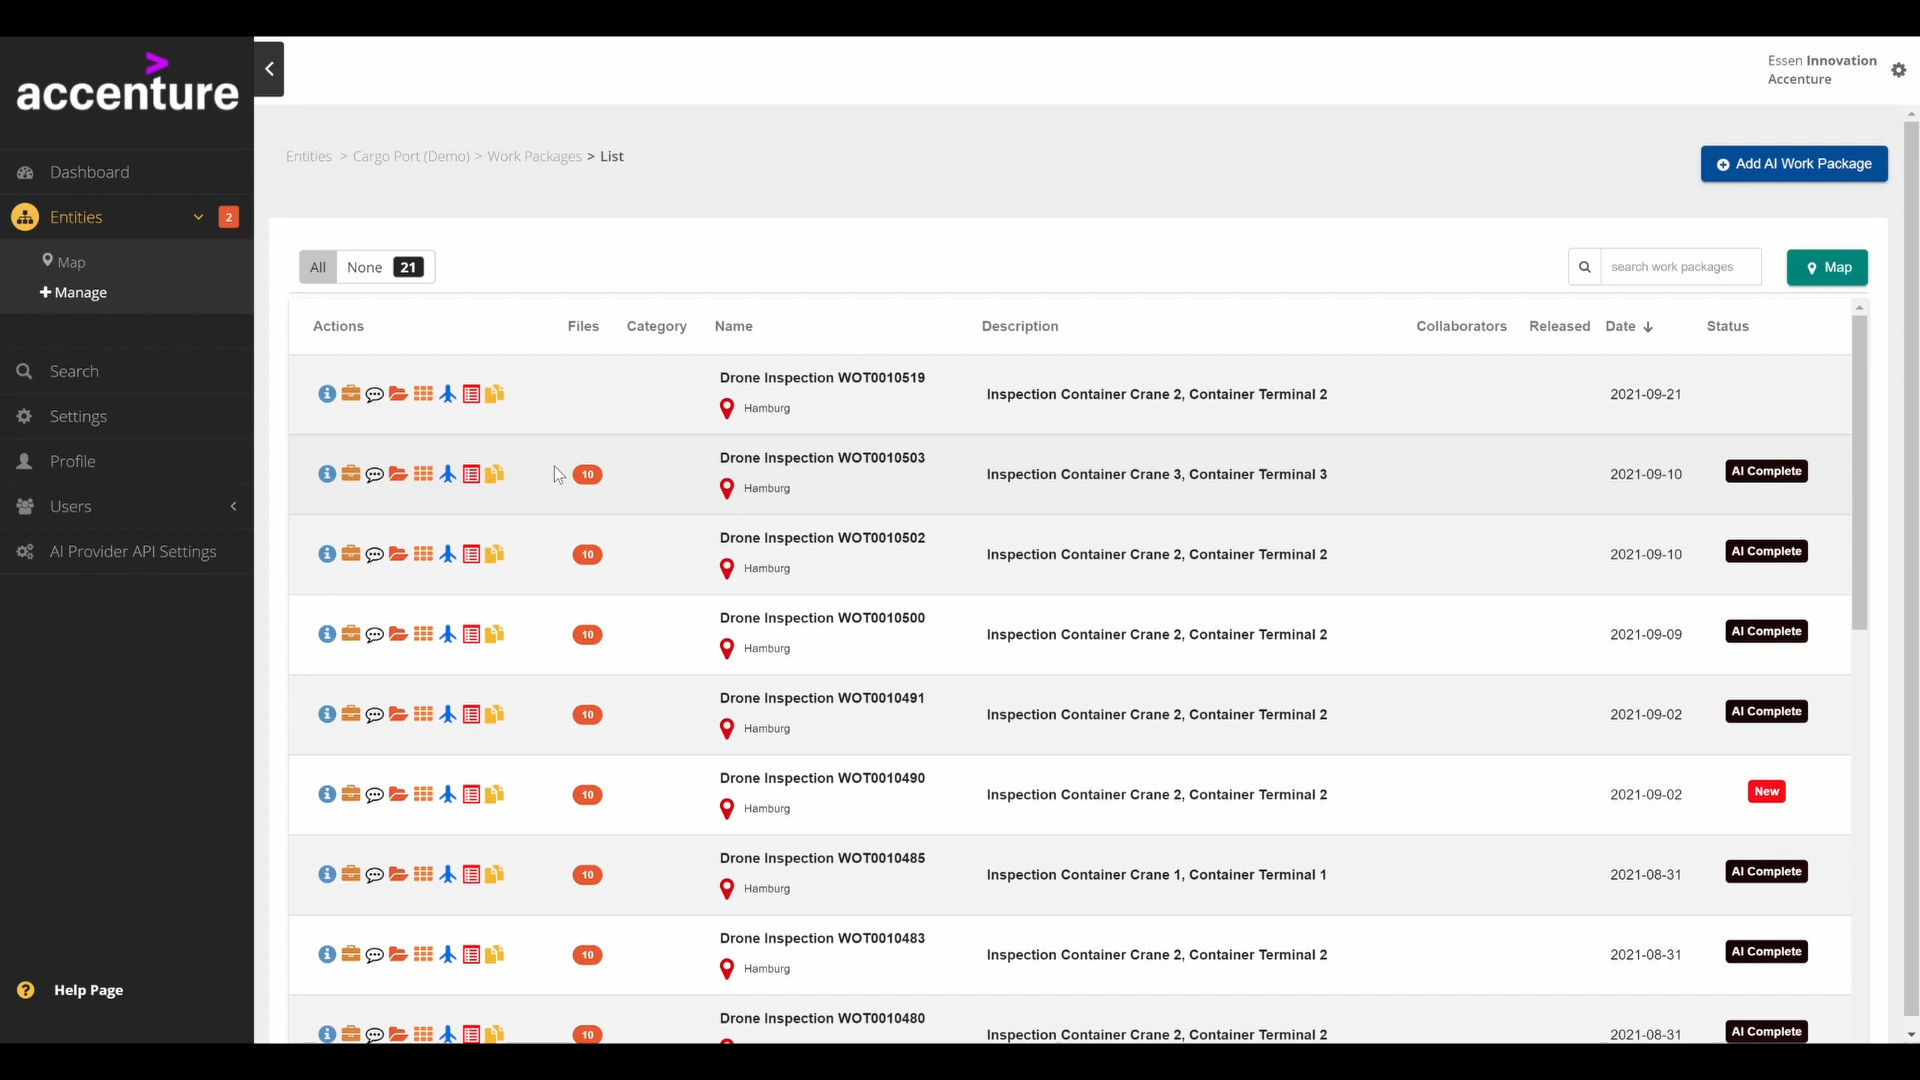 accenture
Essen Innovation
Accenture
Dashboard
Entities 2
Map
Manage
Search
Settings
Profile
Users
AI Provider API Settings
Help Page
Entities > Cargo Port (Demo) > Work Packages > List
Add AI Work Package
All None 21
search work packages
Map
Actions Files Category Name Description Collaborators Released Date Status
Drone Inspection WOT0010519
Hamburg
Inspection Container Crane 2, Container Terminal 2
2021-09-21
10
Drone Inspection WOT0010503
Hamburg
Inspection Container Crane 3, Container Terminal 3
2021-09-10
AI Complete
10
Drone Inspection WOT0010502
Hamburg
Inspection Container Crane 2, Container Terminal 2
2021-09-10
AI Complete
10
Drone Inspection WOT0010500
Hamburg
Inspection Container Crane 2, Container Terminal 2
2021-09-09
AI Complete
10
Drone Inspection WOT0010491
Hamburg
Inspection Container Crane 2, Container Terminal 2
2021-09-02
AI Complete
10
Drone Inspection WOT0010490
Hamburg
Inspection Container Crane 2, Container Terminal 2
2021-09-02
New
10
Drone Inspection WOT0010485
Hamburg
Inspection Container Crane 1, Container Terminal 1
2021-08-31
AI Complete
10
Drone Inspection WOT0010483
Hamburg
Inspection Container Crane 2, Container Terminal 2
2021-08-31
AI Complete
10
Drone Inspection WOT0010480
Inspection Container Crane 2, Container Terminal 2
2021-08-31
AI Complete